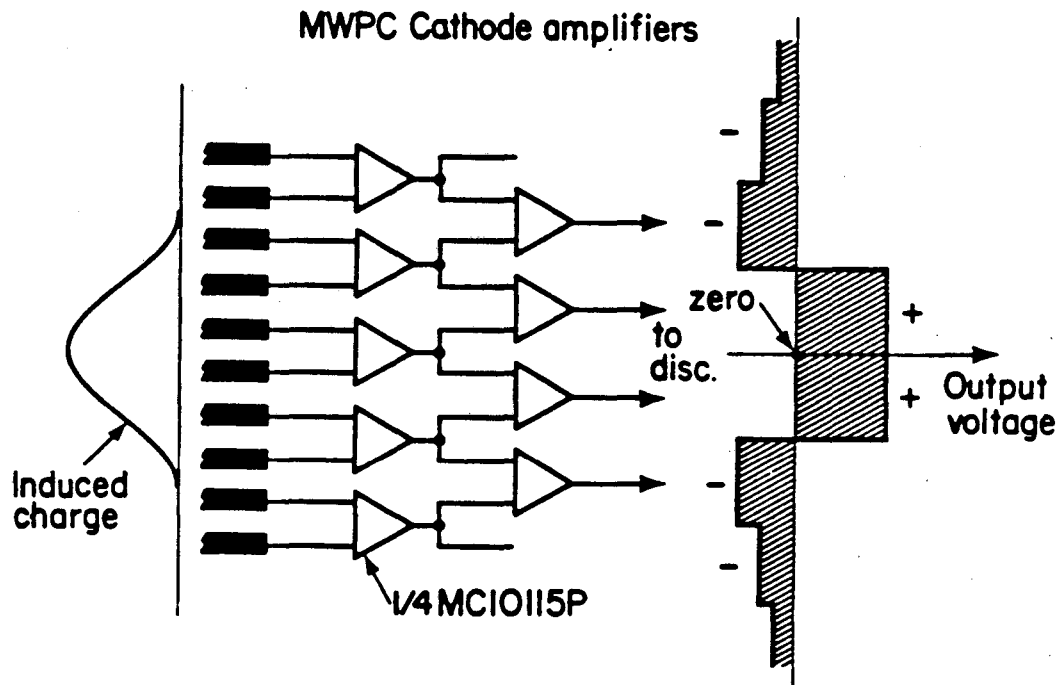 MWPC Cathode amplifiers
-
-
zero
+
to
disc.
+
Output
voltage
Induced
charge
-
-
1/4 MC10115P